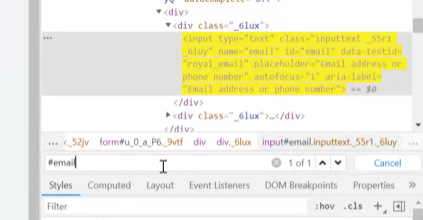 <div>
<div class="_6lux">
<input type="text" class="inputtext _55r1
_6luy" name="email" id="email" data-testid=
"royal_email" placeholder="Email address or
phone number" autofocus="1" aria-label=
"Email address or phone number"> == $0
</div>
<div class="_6lux">…</div>
</div>
… /._52jv form#u_0_a_P6._9vtf div div._6lux input#email.inputtext._55r1._6luy …
#email 1 of 1 Cancel
Styles Computed Layout Event Listeners DOM Breakpoints Properties »
Filter :hov .cls +